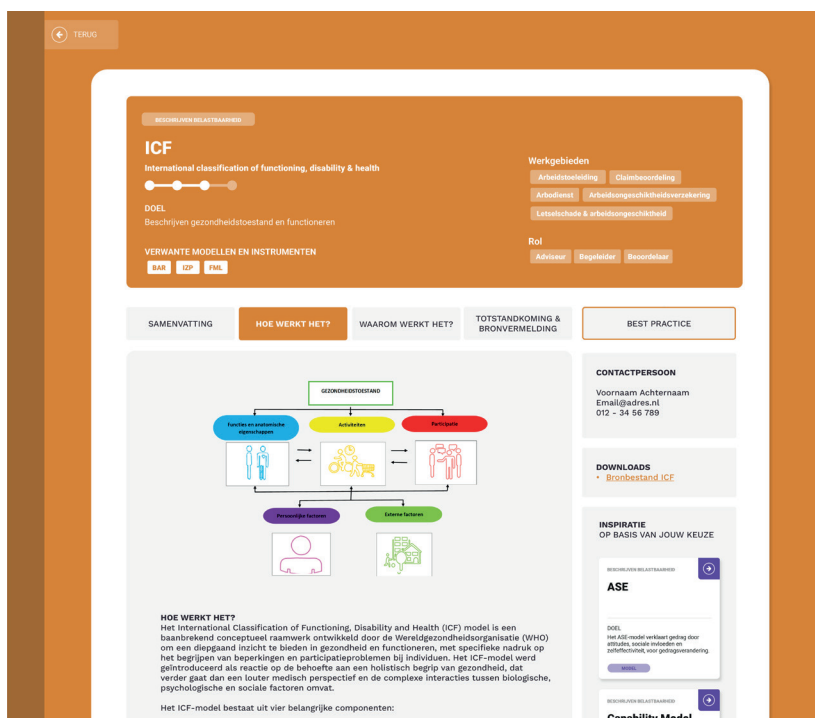 TERUG
BESCHRIJVEN BELASTBAARHEID
ICF
International classification of functioning, disability & health
DOEL
Beschrijven gezondheidstoestand en functioneren
VERWANTE MODELLEN EN INSTRUMENTEN
BAR IZP FML
Werkgebieden
Arbeidstoeleiding Claimbeoordeling
Arbodienst Arbeidsongeschiktheidsverzekering
Letselschade & arbeidsongeschiktheid
Rol
Adviseur Begeleider Beoordelaar
SAMENVATTING
HOE WERKT HET?
WAAROM WERKT HET?
TOTSTANDKOMING &
BRONVERMELDING
BEST PRACTICE
GEZONDHEIDSTOESTAND
Functies en anatomische
eigenschappen
Activiteiten
Participatie
Persoonlijke factoren
Externe factoren
HOE WERKT HET?
Het International Classification of Functioning, Disability and Health (ICF) model is een
baanbrekend conceptueel raamwerk ontwikkeld door de Wereldgezondheidsorganisatie (WHO)
om een diepgaand inzicht te bieden in gezondheid en functioneren, met specifieke nadruk op
het begrijpen van beperkingen en participatieproblemen bij individuen. Het ICF-model werd
geïntroduceerd als reactie op de behoefte aan een holistisch begrip van gezondheid, dat
verder gaat dan een louter medisch perspectief en de complexe interacties tussen biologische,
psychologische en sociale factoren omvat.
Het ICF-model bestaat uit vier belangrijke componenten:
CONTACTPERSOON
Voornaam Achternaam
Email@adres.nl
012 - 34 56 789
DOWNLOADS
• Bronbestand ICF
INSPIRATIE
OP BASIS VAN JOUW KEUZE
BESCHRIJVEN BELASTBAARHEID
ASE
DOEL
Het ASE-model verklaart gedrag door
attitudes, sociale invloeden en
zelfeffectiviteit, voor gedragsverandering.
MODEL
BESCHRIJVEN BELASTBAARHEID
Capability Model